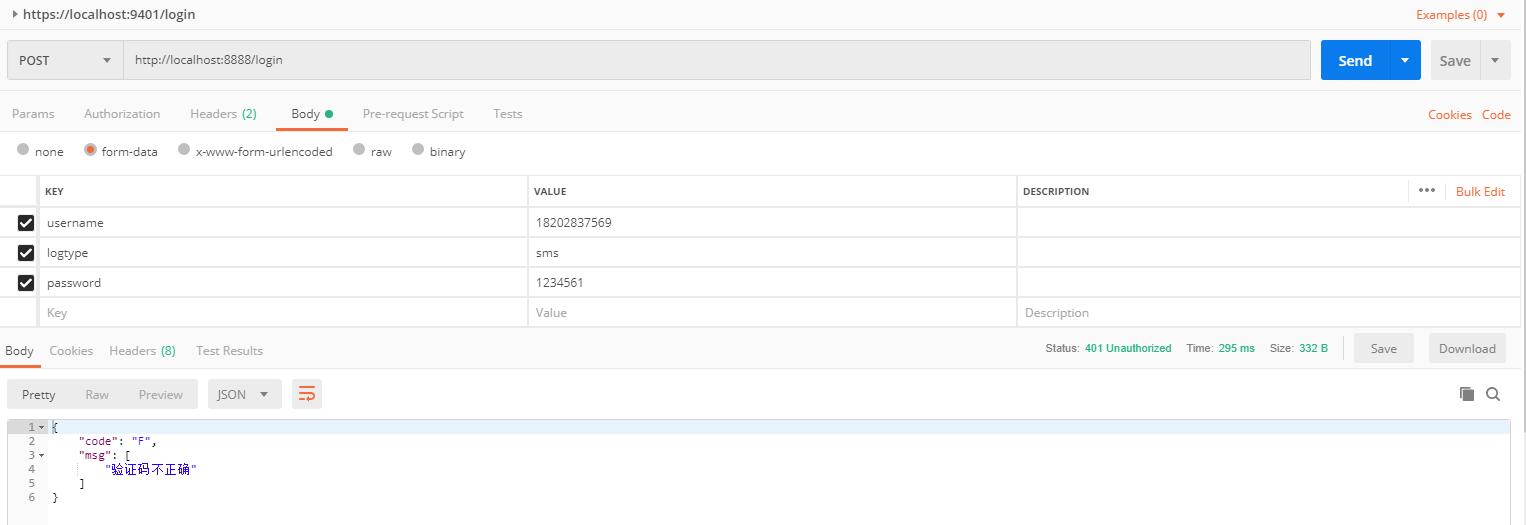 https://localhost:9401/login Examples (0)
POST http://localhost:8888/login Send Save
Params Authorization Headers (2) Body Pre-request Script Tests Cookies Code
none form-data x-www-form-urlencoded raw binary
KEY VALUE DESCRIPTION ••• Bulk Edit
username 18202837569
logtype sms
password 1234561
Key Value Description
Body Cookies Headers (8) Test Results Status: 401 Unauthorized Time: 295 ms Size: 332 B Save Download
Pretty Raw Preview JSON
1 {
2 "code": "F",
3 "msg": [
4 "验证码不正确"
5 ]
6 }